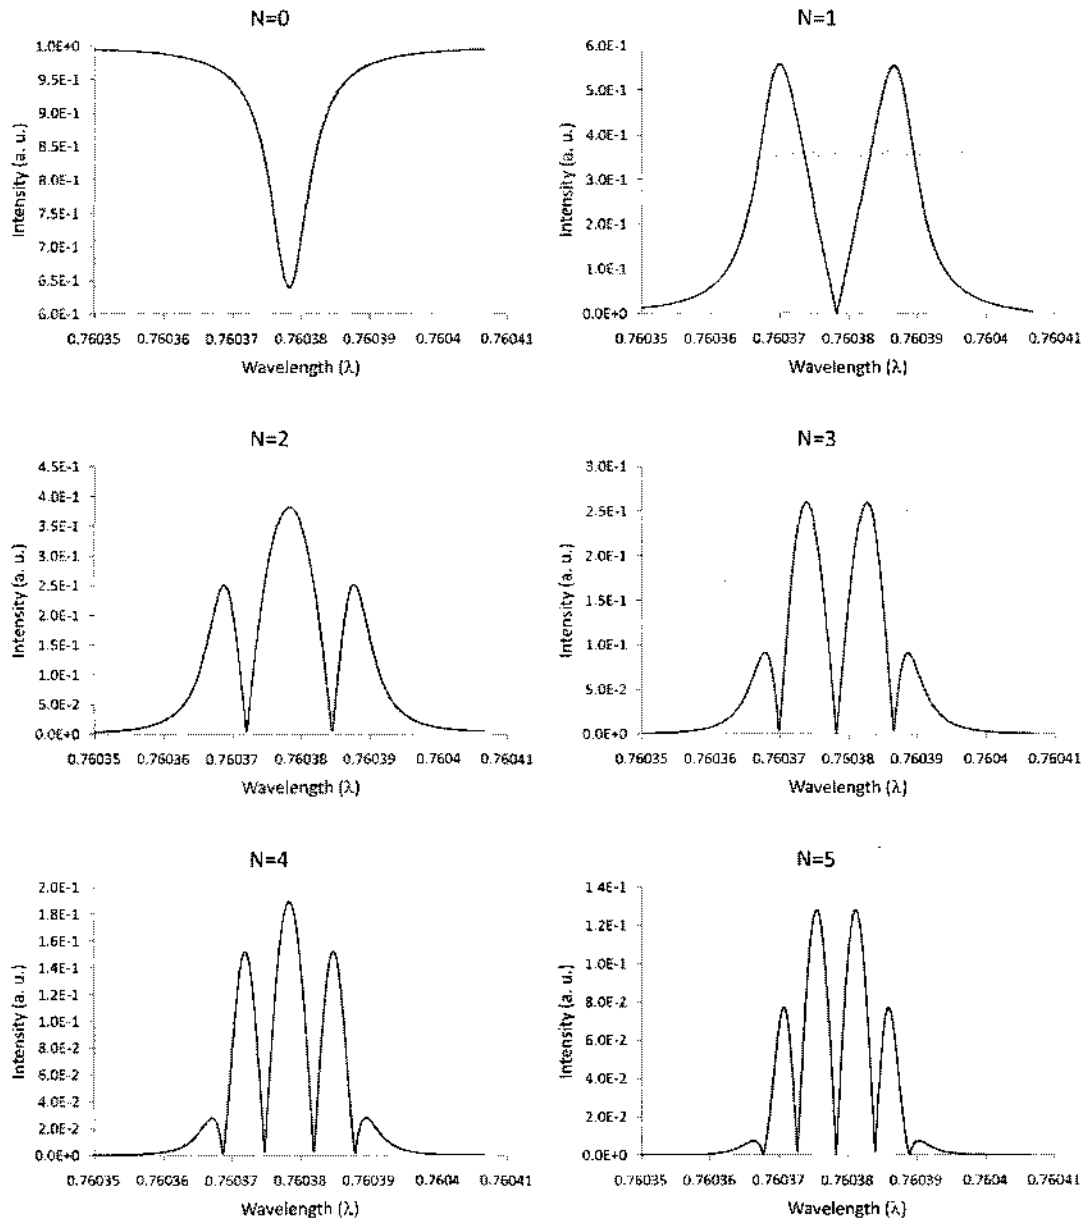 N=0
Intensity (a. u.)
1.0E+0
9.5E-1
9.0E-1
8.5E-1
8.0E-1
7.5E-1
7.0E-1
6.5E-1
6.0E-1
0.76035 0.76036 0.76037 0.76038 0.76039 0.7604 0.76041
Wavelength (λ)
N=1
Intensity (a. u.)
6.0E-1
5.0E-1
4.0E-1
3.0E-1
2.0E-1
1.0E-1
0.0E+0
0.76035 0.76036 0.76037 0.76038 0.76039 0.7604 0.76041
Wavelength (λ)
N=2
Intensity (a. u.)
4.5E-1
4.0E-1
3.5E-1
3.0E-1
2.5E-1
2.0E-1
1.5E-1
1.0E-1
5.0E-2
0.0E+0
0.76035 0.76036 0.76037 0.76038 0.76039 0.7604 0.76041
Wavelength (λ)
N=3
Intensity (a. u.)
3.0E-1
2.5E-1
2.0E-1
1.5E-1
1.0E-1
5.0E-2
0.0E+0
0.76035 0.76036 0.76037 0.76038 0.76039 0.7604 0.76041
Wavelength (λ)
N=4
Intensity (a. u.)
2.0E-1
1.8E-1
1.6E-1
1.4E-1
1.2E-1
1.0E-1
8.0E-2
6.0E-2
4.0E-2
2.0E-2
0.0E+0
0.76035 0.76036 0.76037 0.76038 0.76039 0.7604 0.76041
Wavelength (λ)
N=5
Intensity (a. u.)
1.4E-1
1.2E-1
1.0E-1
8.0E-2
6.0E-2
4.0E-2
2.0E-2
0.0E+0
0.76035 0.76036 0.76037 0.76038 0.76039 0.7604 0.76041
Wavelength (λ)